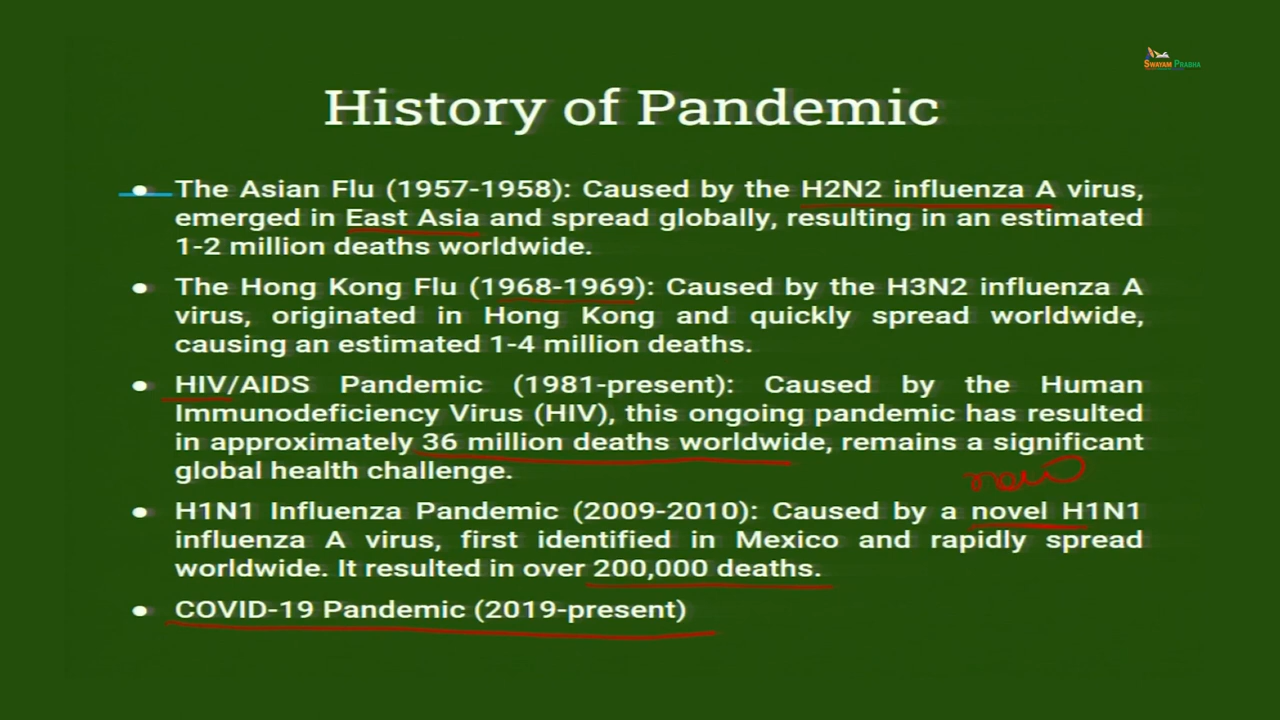 SWAYAM PRABHA
History of Pandemic
• The Asian Flu (1957-1958): Caused by the H2N2 influenza A virus,
emerged in East Asia and spread globally, resulting in an estimated
1-2 million deaths worldwide.
• The Hong Kong Flu (1968-1969): Caused by the H3N2 influenza A
virus, originated in Hong Kong and quickly spread worldwide,
causing an estimated 1-4 million deaths.
• HIV/AIDS Pandemic (1981-present): Caused by the Human
Immunodeficiency Virus (HIV), this ongoing pandemic has resulted
in approximately 36 million deaths worldwide, remains a significant
global health challenge.
• H1N1 Influenza Pandemic (2009-2010): Caused by a novel H1N1
influenza A virus, first identified in Mexico and rapidly spread
worldwide. It resulted in over 200,000 deaths.
• COVID-19 Pandemic (2019-present)